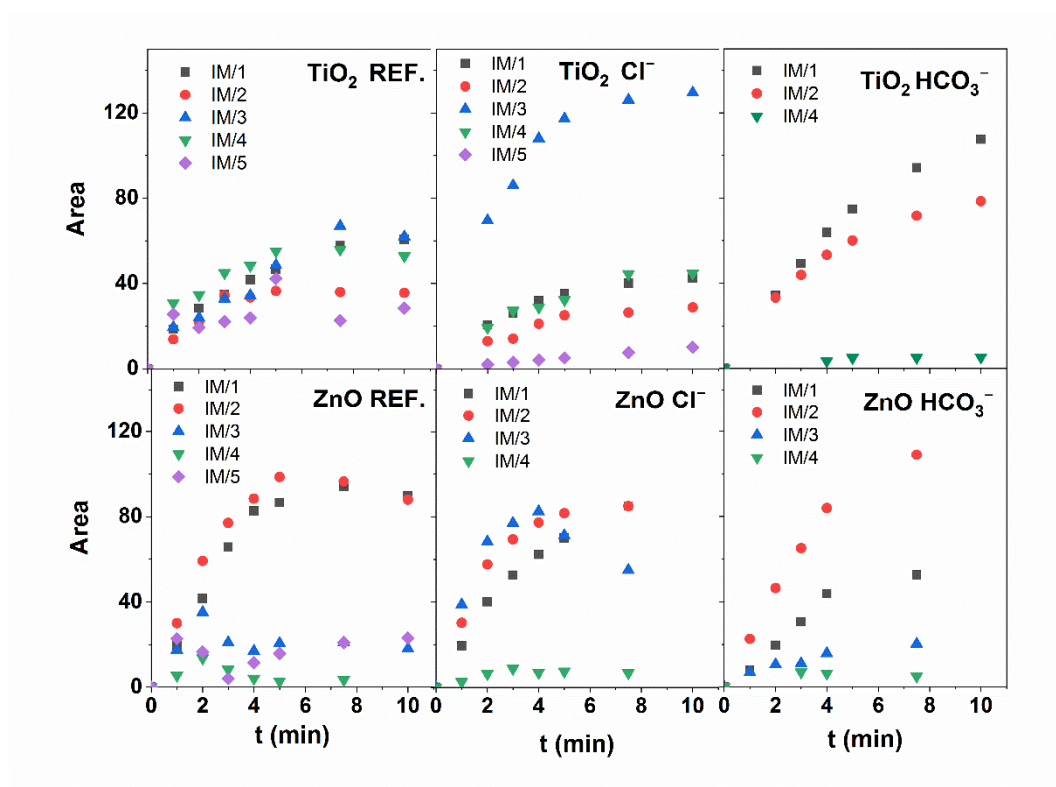 TiO₂ REF.
IM/1
IM/2
IM/3
IM/4
IM/5
TiO₂ Cl⁻
IM/1
IM/2
IM/3
IM/4
IM/5
TiO₂ HCO₃⁻
IM/1
IM/2
IM/4
Area
120
80
40
0
ZnO REF.
IM/1
IM/2
IM/3
IM/4
IM/5
ZnO Cl⁻
IM/1
IM/2
IM/3
IM/4
ZnO HCO₃⁻
IM/1
IM/2
IM/3
IM/4
Area
120
80
40
0
0 2 4 6 8 10
t (min)
0 2 4 6 8 10
t (min)
0 2 4 6 8 10
t (min)